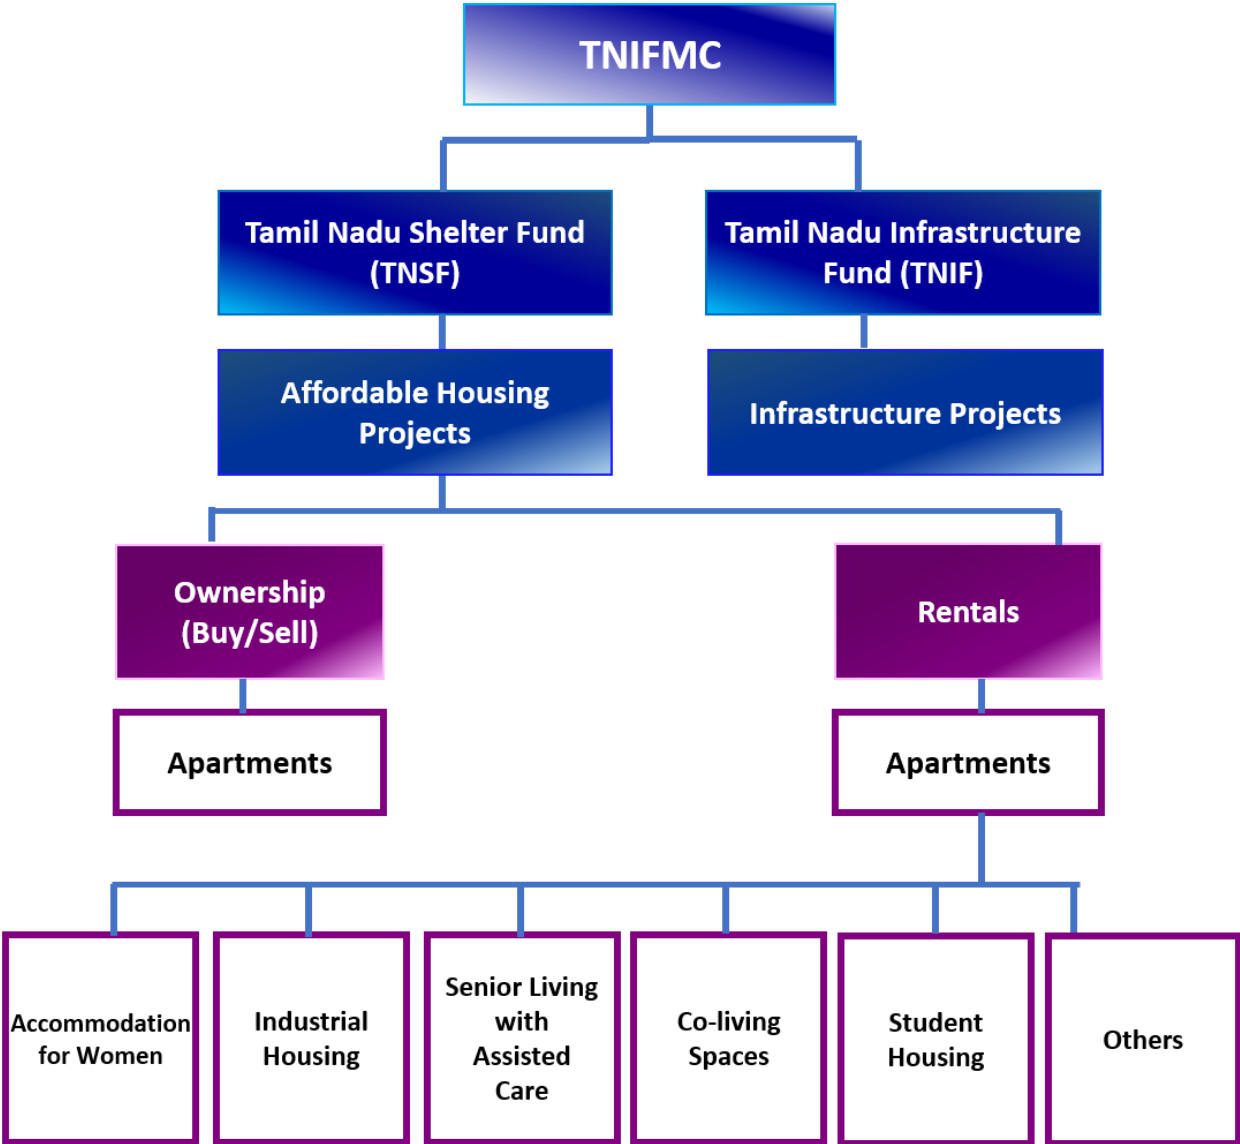 TNIFMC
Tamil Nadu Shelter Fund
(TNSF)
Tamil Nadu Infrastructure
Fund (TNIF)
Affordable Housing
Projects
Infrastructure Projects
Ownership
(Buy/Sell)
Rentals
Apartments
Apartments
Accommodation
for Women
Industrial
Housing
Senior Living
with
Assisted
Care
Co-living
Spaces
Student
Housing
Others